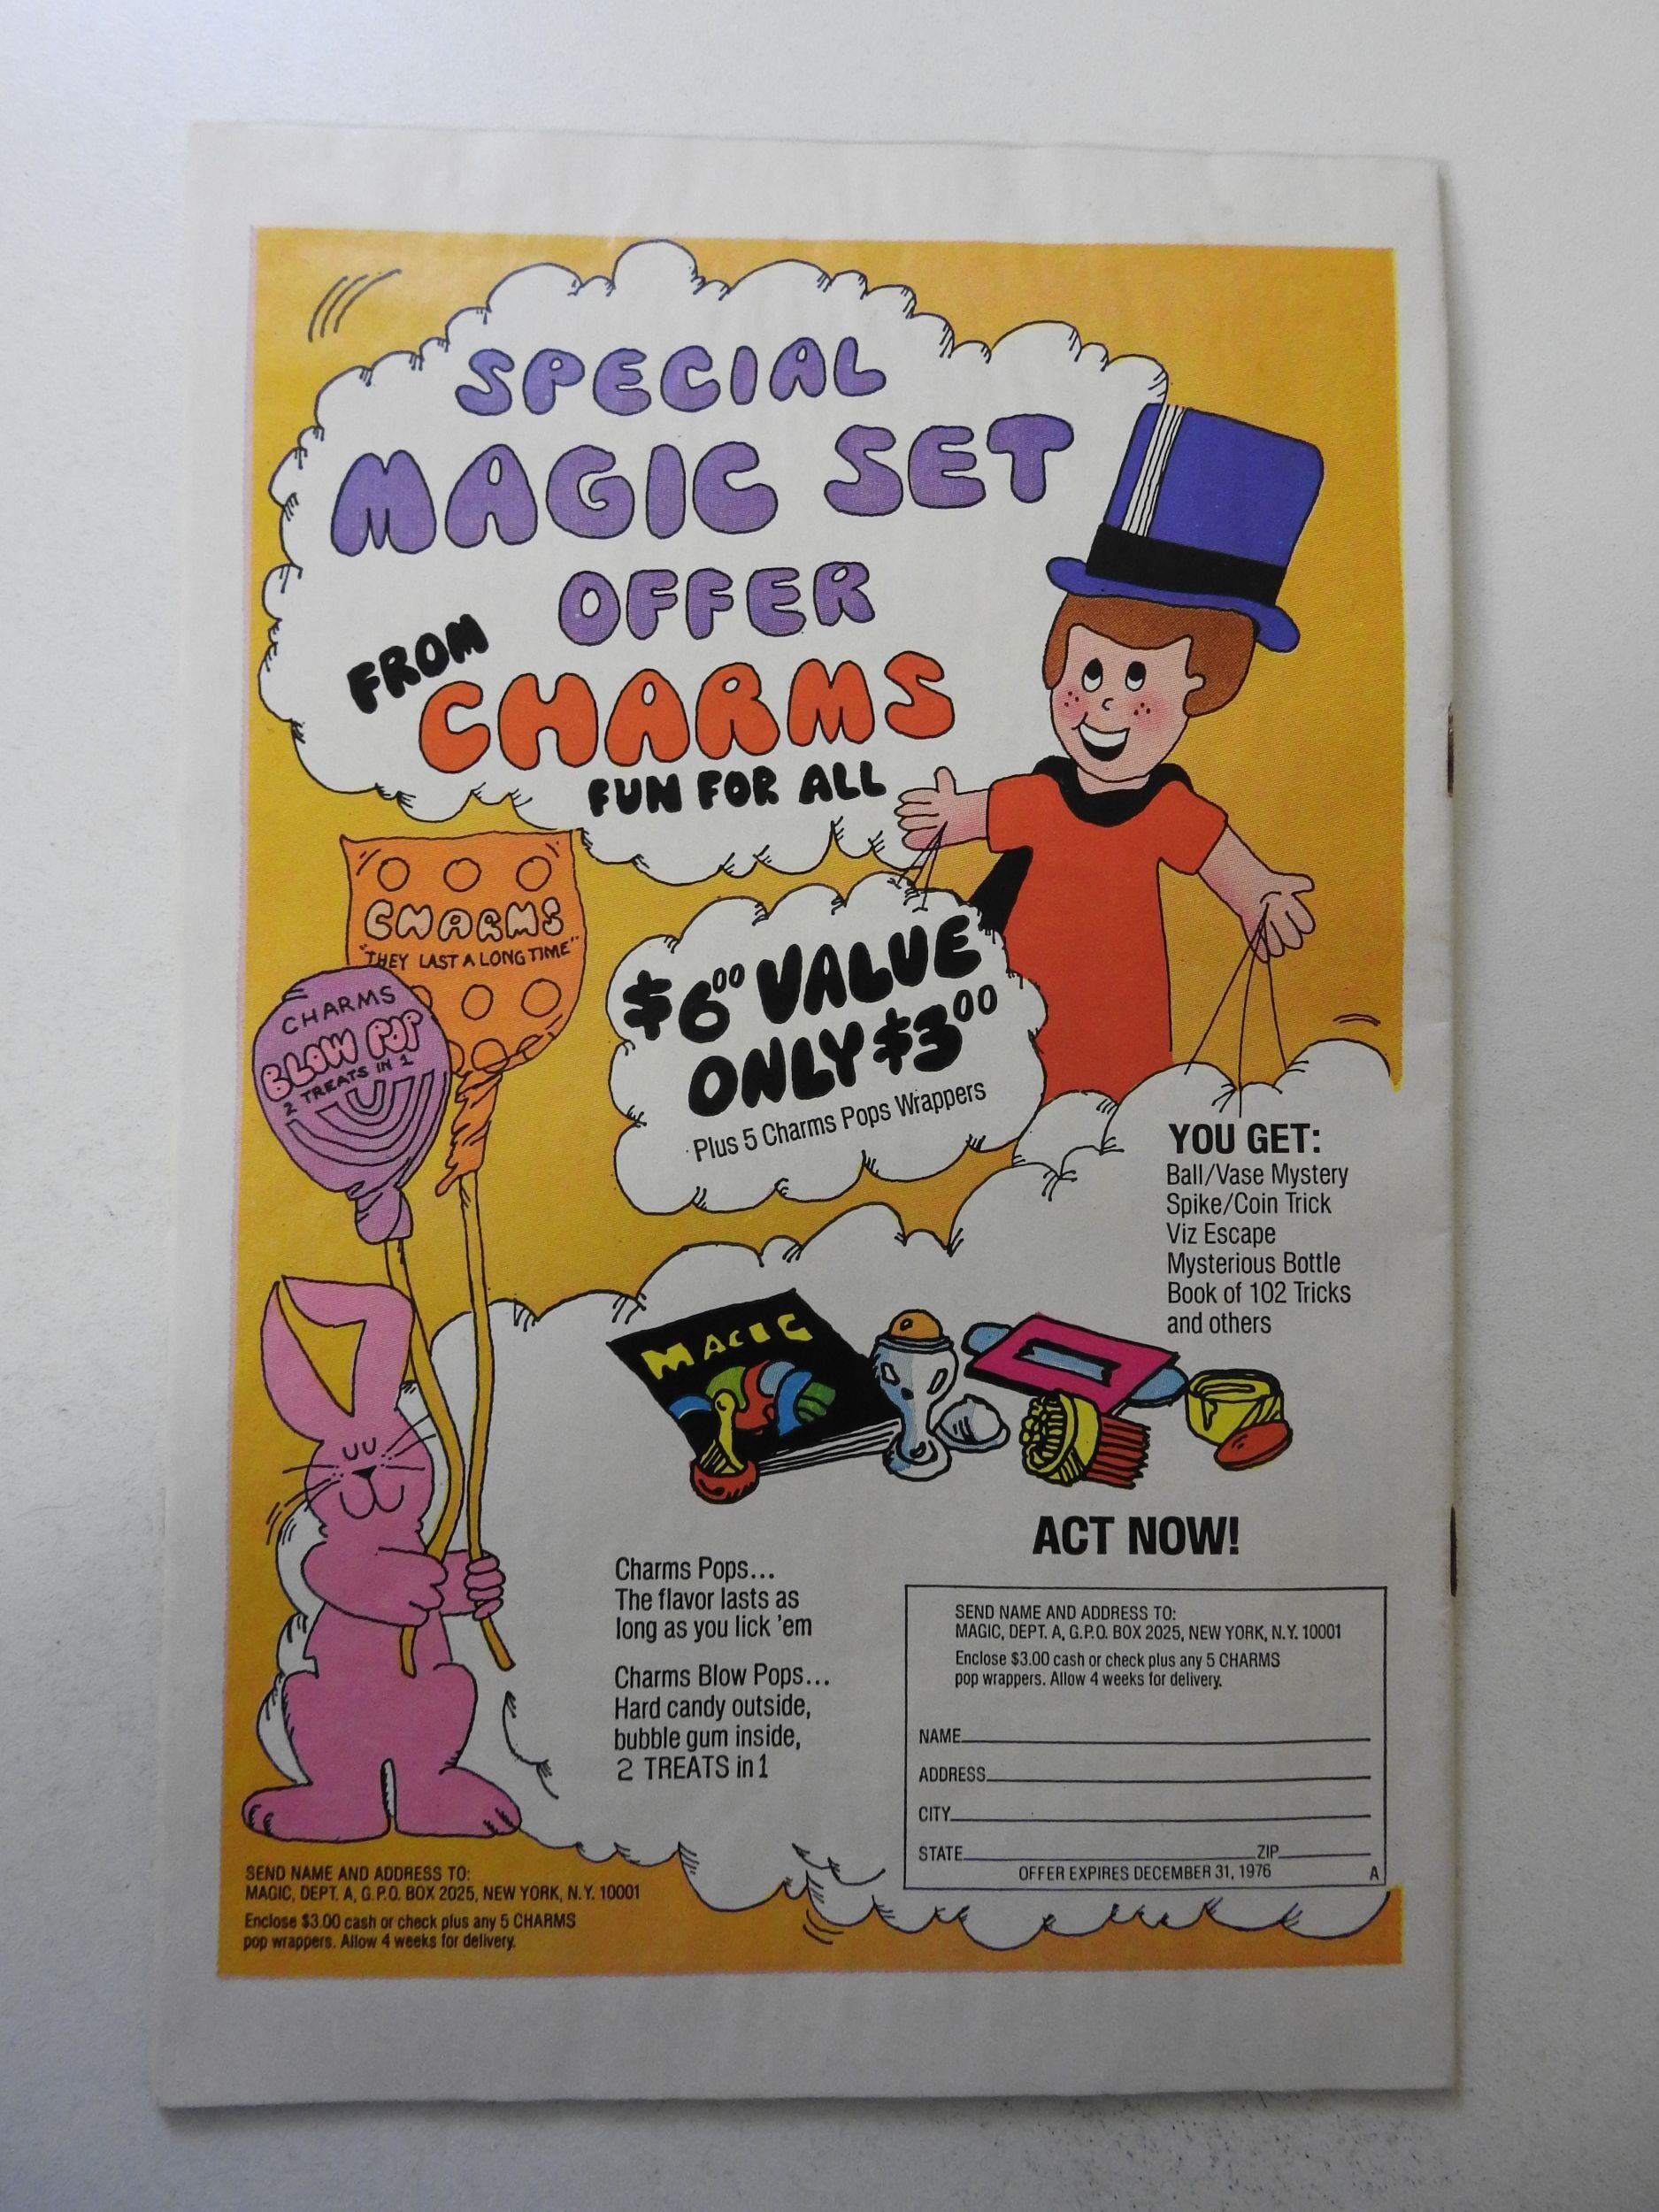 SPECIAL
MAGIC SET
OFFER
FROM
CHARMS
FUN FOR ALL
CHARMS
"THEY LAST A LONG TIME"
CHARMS
BLOW POP
2 TREATS IN 1
$6⁰⁰ VALUE
ONLY $3⁰⁰
Plus 5 Charms Pops Wrappers
YOU GET:
Ball/Vase Mystery
Spike/Coin Trick
Viz Escape
Mysterious Bottle
Book of 102 Tricks
and others
MAGIC
Charms Pops...
The flavor lasts as
long as you lick 'em
Charms Blow Pops...
Hard candy outside,
bubble gum inside,
2 TREATS in 1
ACT NOW!
SEND NAME AND ADDRESS TO:
MAGIC, DEPT. A, G.P.O. BOX 2025, NEW YORK, N.Y. 10001
Enclose $3.00 cash or check plus any 5 CHARMS
pop wrappers. Allow 4 weeks for delivery.
NAME
ADDRESS
CITY
STATE ZIP
OFFER EXPIRES DECEMBER 31, 1976 A
SEND NAME AND ADDRESS TO:
MAGIC, DEPT. A, G.P.O. BOX 2025, NEW YORK, N.Y. 10001
Enclose $3.00 cash or check plus any 5 CHARMS
pop wrappers. Allow 4 weeks for delivery.